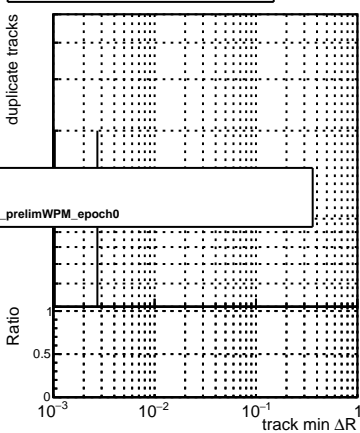 duplicate tracks
_prelimWPM_epoch0
Ratio
1
0.5
0
10⁻³ 10⁻² 10⁻¹ 1
track min ΔR